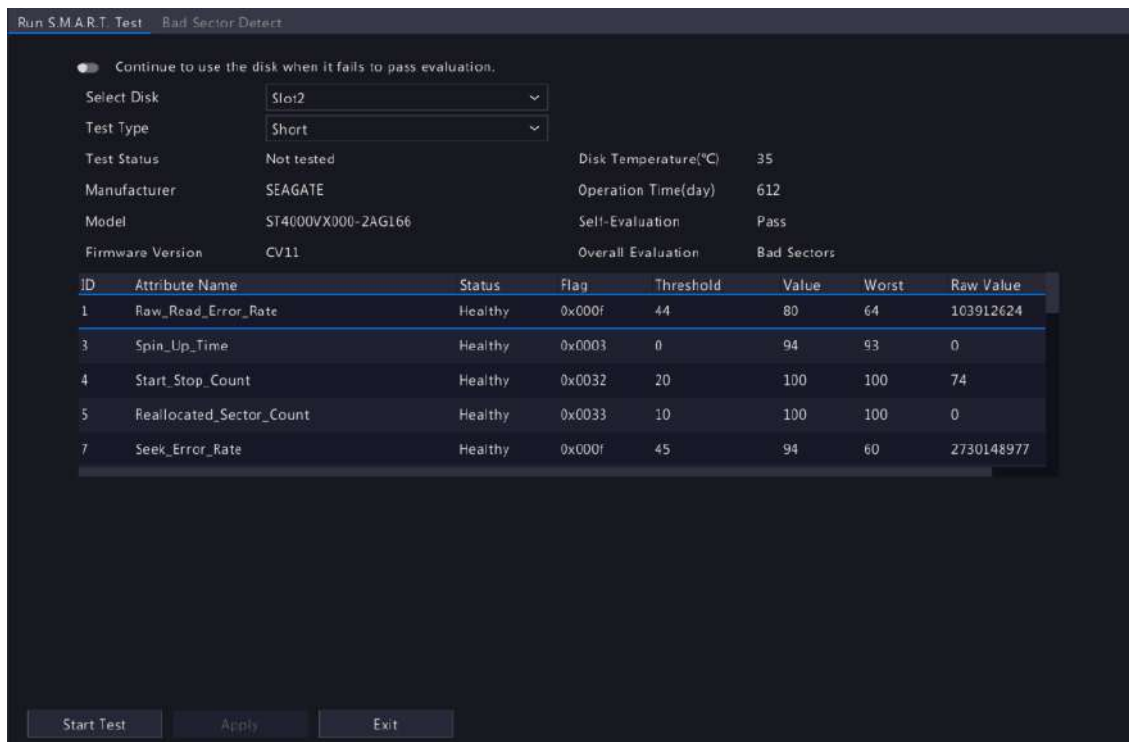 Run S.M.A.R.T. Test Bad Sector Detect
Continue to use the disk when it fails to pass evaluation.
Select Disk Slot2
Test Type Short
Test Status Not tested Disk Temperature(℃) 35
Manufacturer SEAGATE Operation Time(day) 612
Model ST4000VX000-2AG166 Self-Evaluation Pass
Firmware Version CV11 Overall Evaluation Bad Sectors
ID Attribute Name Status Flag Threshold Value Worst Raw Value
1 Raw_Read_Error_Rate Healthy 0x000f 44 80 64 103912624
3 Spin_Up_Time Healthy 0x0003 0 94 93 0
4 Start_Stop_Count Healthy 0x0032 20 100 100 74
5 Reallocated_Sector_Count Healthy 0x0033 10 100 100 0
7 Seek_Error_Rate Healthy 0x000f 45 94 60 2730148977
Start Test Apply Exit